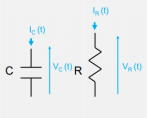 I_R (t)
I_C (t)
C
V_C (t)
R
V_R (t)